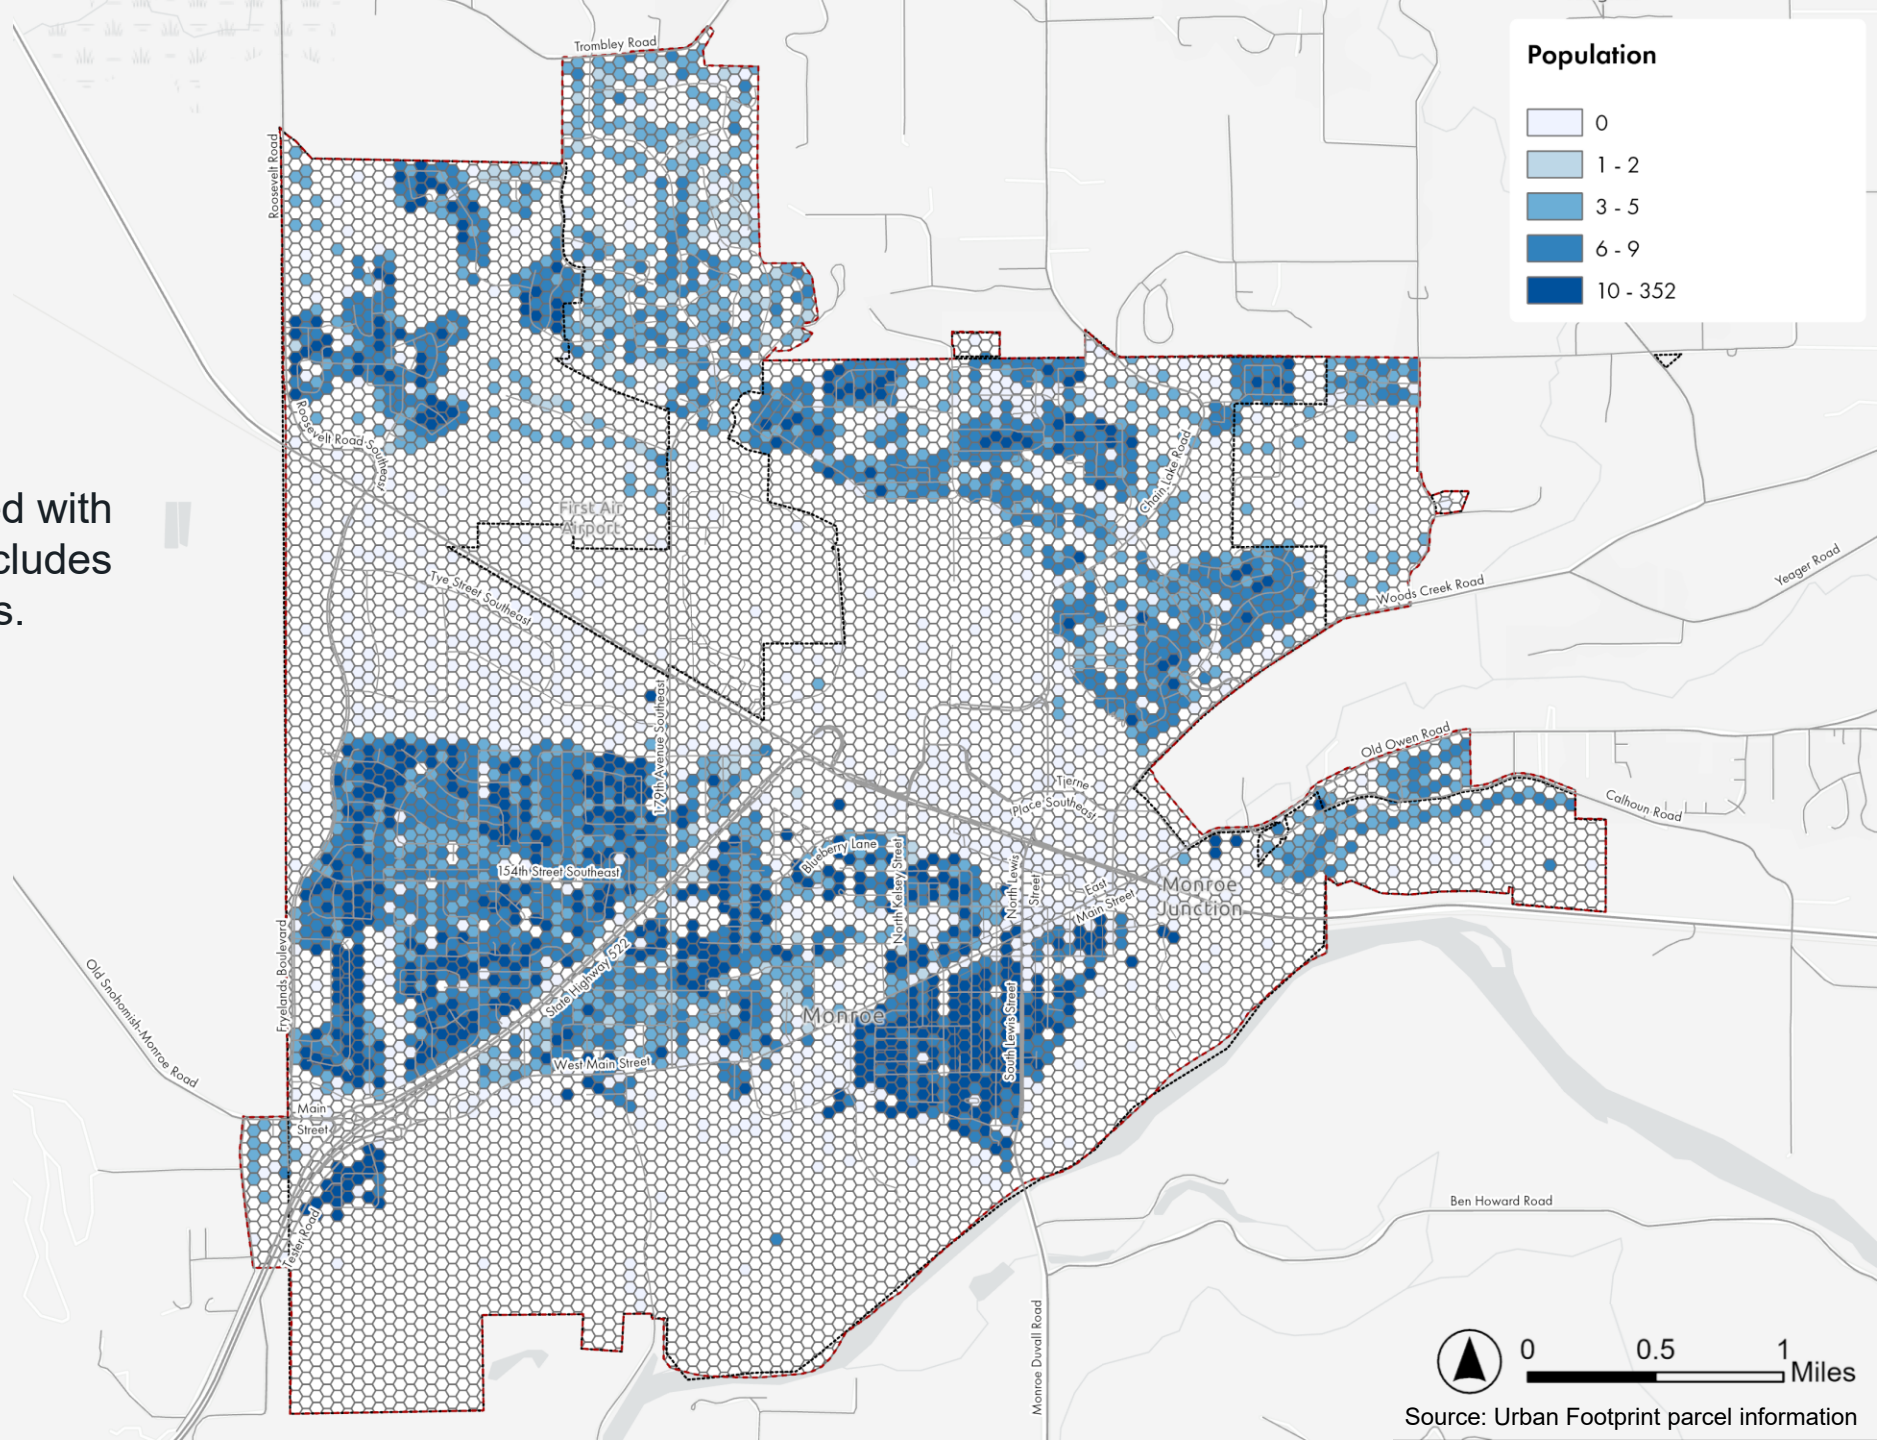 Population
0
1 - 2
3 - 5
6 - 9
10 - 352
Trombley Road
Roosevelt Road
Roosevelt Road Southeast
d with
cludes
s.
First Air
Airport
Chain Lake Road
Tye Street Southeast
Woods Creek Road
Yeager Road
179th Avenue Southeast
Old Owen Road
Calhoun Road
Tjerne
Place Southeast
Blueberry Lane
154th Street Southeast
North Kelsey Street
North Lewis
Street
East
Main Street
Monroe
Junction
Fryelands Boulevard
State Highway 522
Old Snohomish-Monroe Road
Monroe
South Lewis Street
West Main Street
Main
Street
Tester Road
Ben Howard Road
Monroe Duvall Road
0
0.5
1
Miles
Source: Urban Footprint parcel information